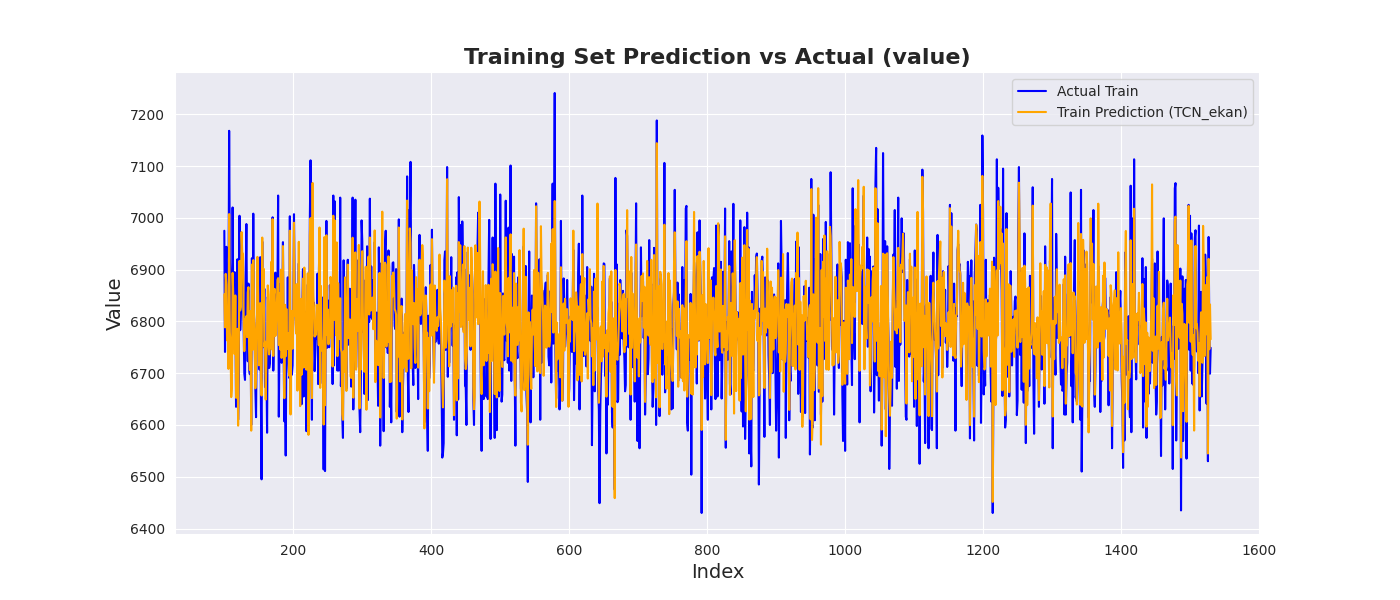 Training Set Prediction vs Actual (value)
Actual Train
Train Prediction (TCN_ekan)
Value
7200
7100
7000
6900
6800
6700
6600
6500
6400
200 400 600 800 1000 1200 1400 1600
Index